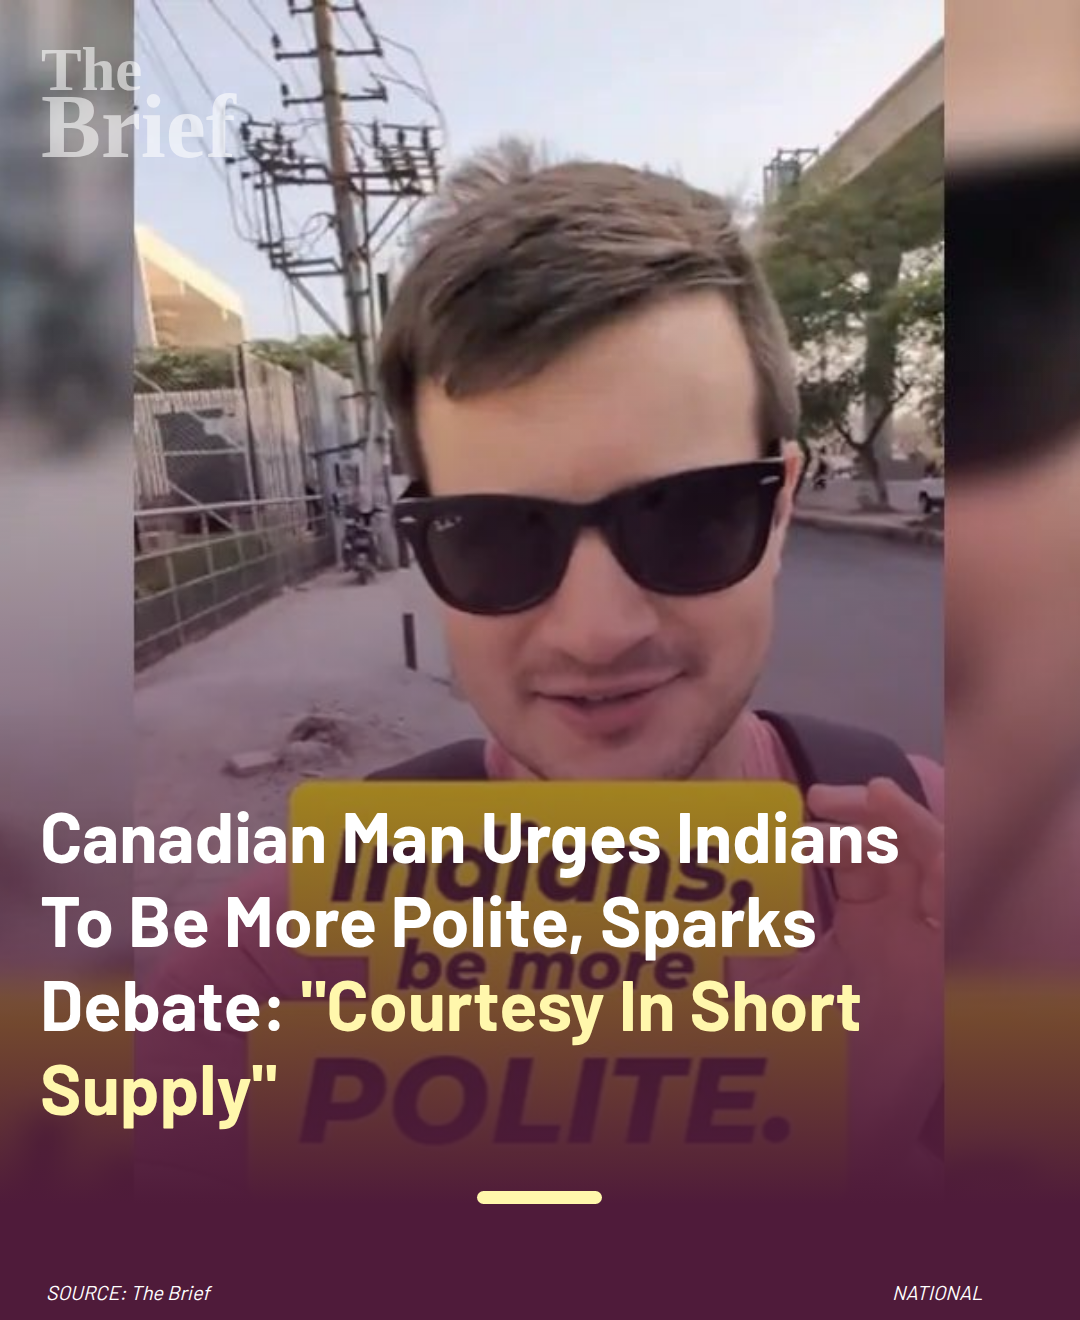 The
Brief
Canadian Man Urges Indians
To Be More Polite, Sparks
Debate: "Courtesy In Short
Supply"
Indians,
be more
POLITE.
SOURCE: The Brief
NATIONAL